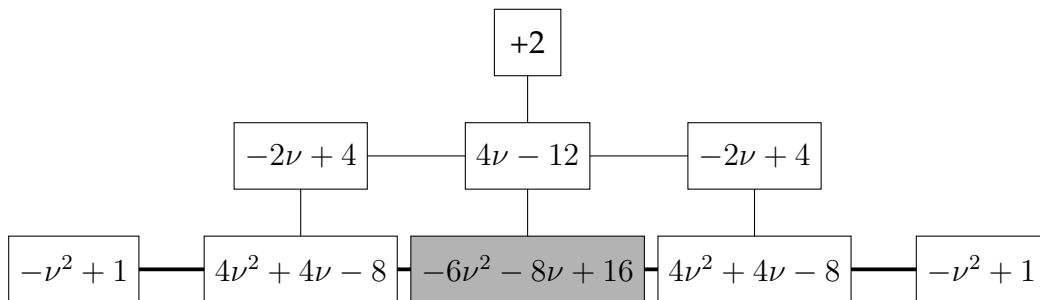 +2
−2ν + 4 4ν − 12 −2ν + 4
−ν² + 1 4ν² + 4ν − 8 −6ν² − 8ν + 16 4ν² + 4ν − 8 −ν² + 1